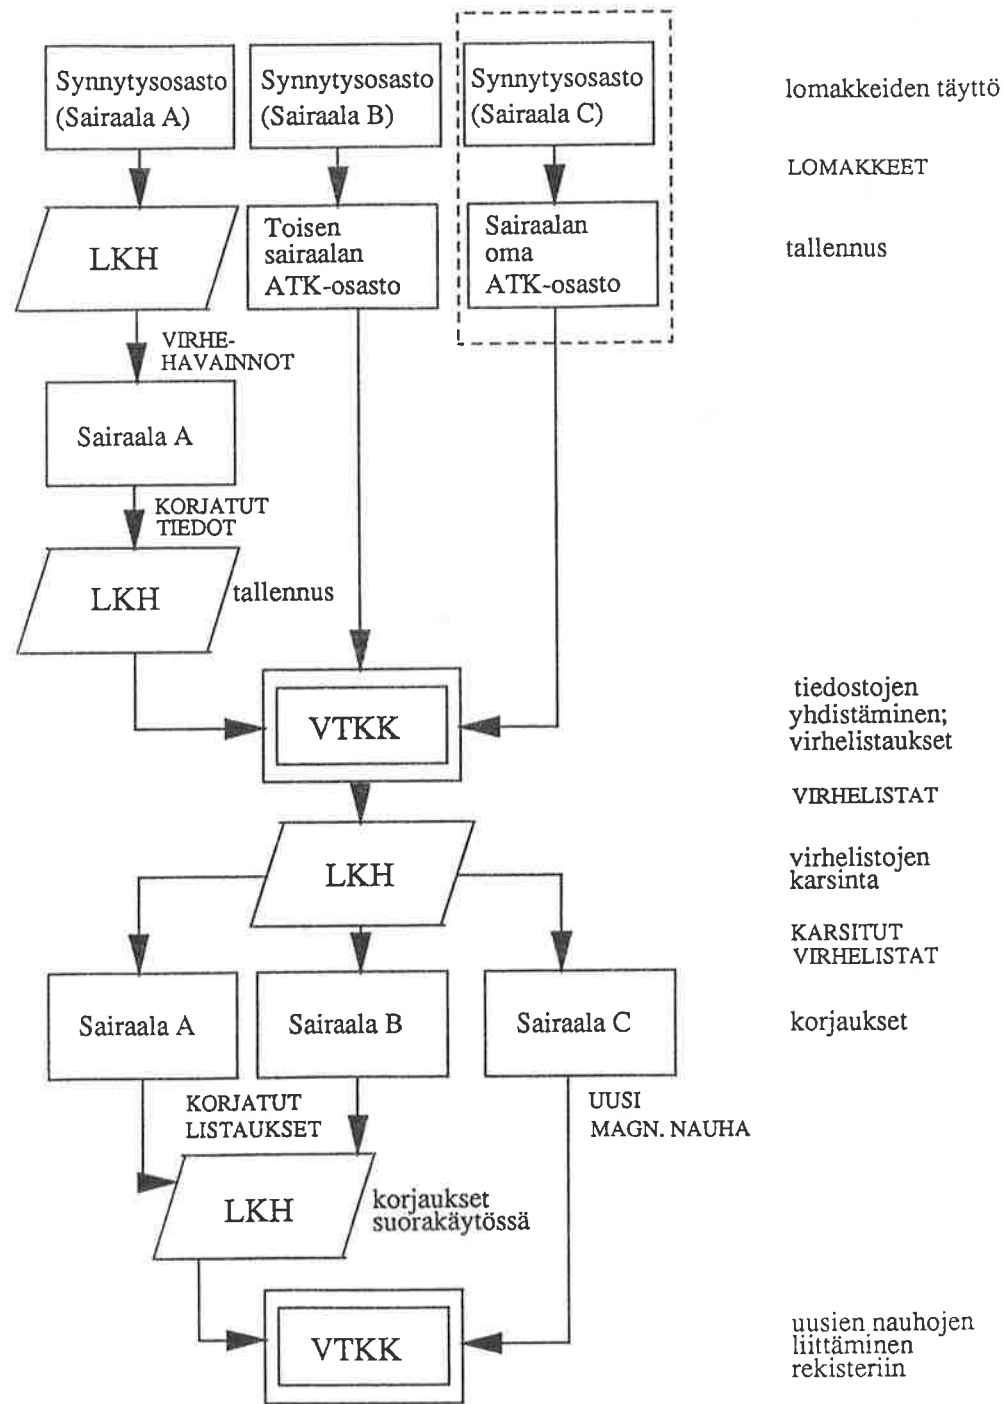 Synnytysosasto
(Sairaala A)
Synnytysosasto
(Sairaala B)
Synnytysosasto
(Sairaala C)
lomakkeiden täyttö
LOMAKKEET
LKH
Toisen
sairaalan
ATK-osasto
Sairaalan
oma
ATK-osasto
tallennus
VIRHE-
HAVAINNOT
Sairaala A
KORJATUT
TIEDOT
LKH
tallennus
VTKK
tiedostojen
yhdistäminen;
virhelistaukset
VIRHELISTAT
LKH
virhelistojen
karsinta
KARSITUT
VIRHELISTAT
Sairaala A
Sairaala B
Sairaala C
korjaukset
KORJATUT
LISTAUKSET
UUSI
MAGN. NAUHA
LKH
korjaukset
suorakäytössä
VTKK
uusien nauhojen
liittäminen
rekisteriin